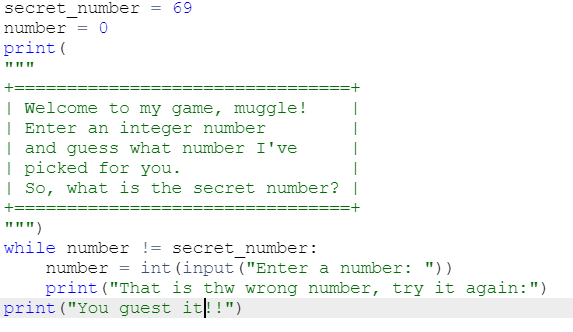 secret_number = 69
number = 0
print(
"""
+================================+
| Welcome to my game, muggle!    |
| Enter an integer number        |
| and guess what number I've     |
| picked for you.                |
| So, what is the secret number? |
+================================+
""")
while number != secret_number:
    number = int(input("Enter a number: "))
    print("That is thw wrong number, try it again:")
print("You guest it!!")